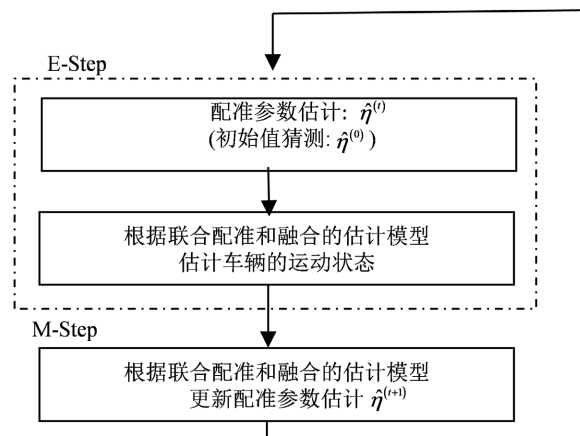 E-Step
配准参数估计: η̂⁽ᵗ⁾
(初始值猜测: η̂⁽⁰⁾ )
根据联合配准和融合的估计模型
估计车辆的运动状态
M-Step
根据联合配准和融合的估计模型
更新配准参数估计 η̂⁽ᵗ⁺¹⁾